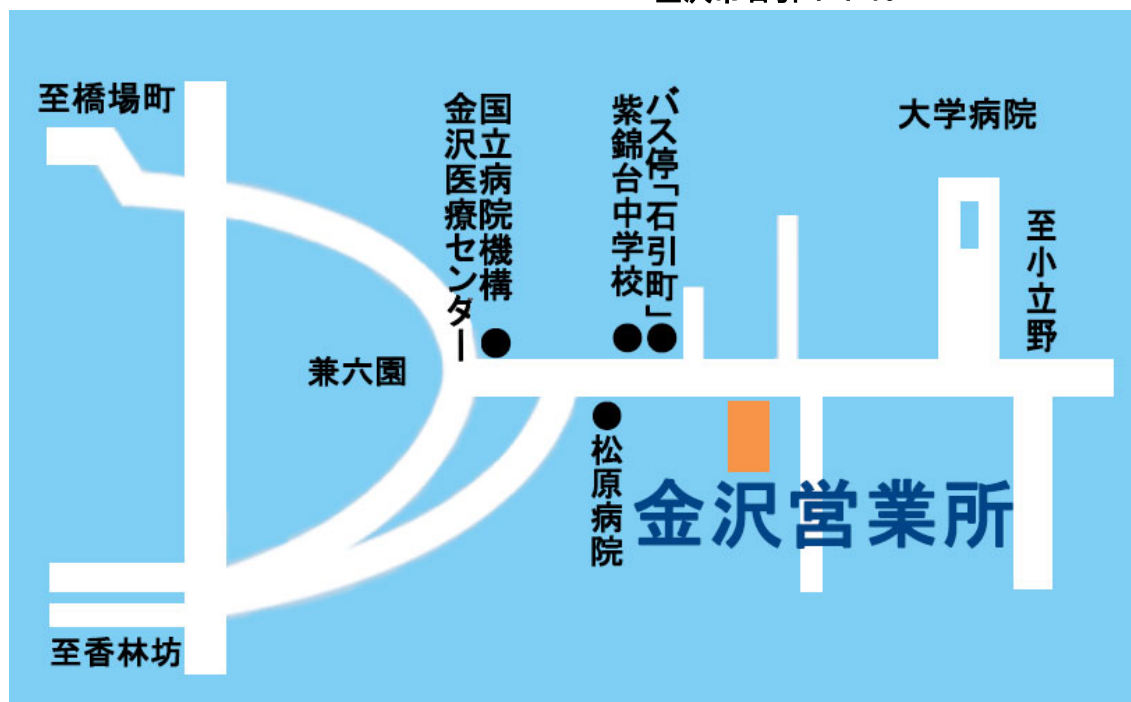 至橋場町
国立病院機構
金沢医療センター
バス停「石引町」
紫錦台中学校
大学病院
至小立野
兼六園
松原病院
金沢営業所
至香林坊